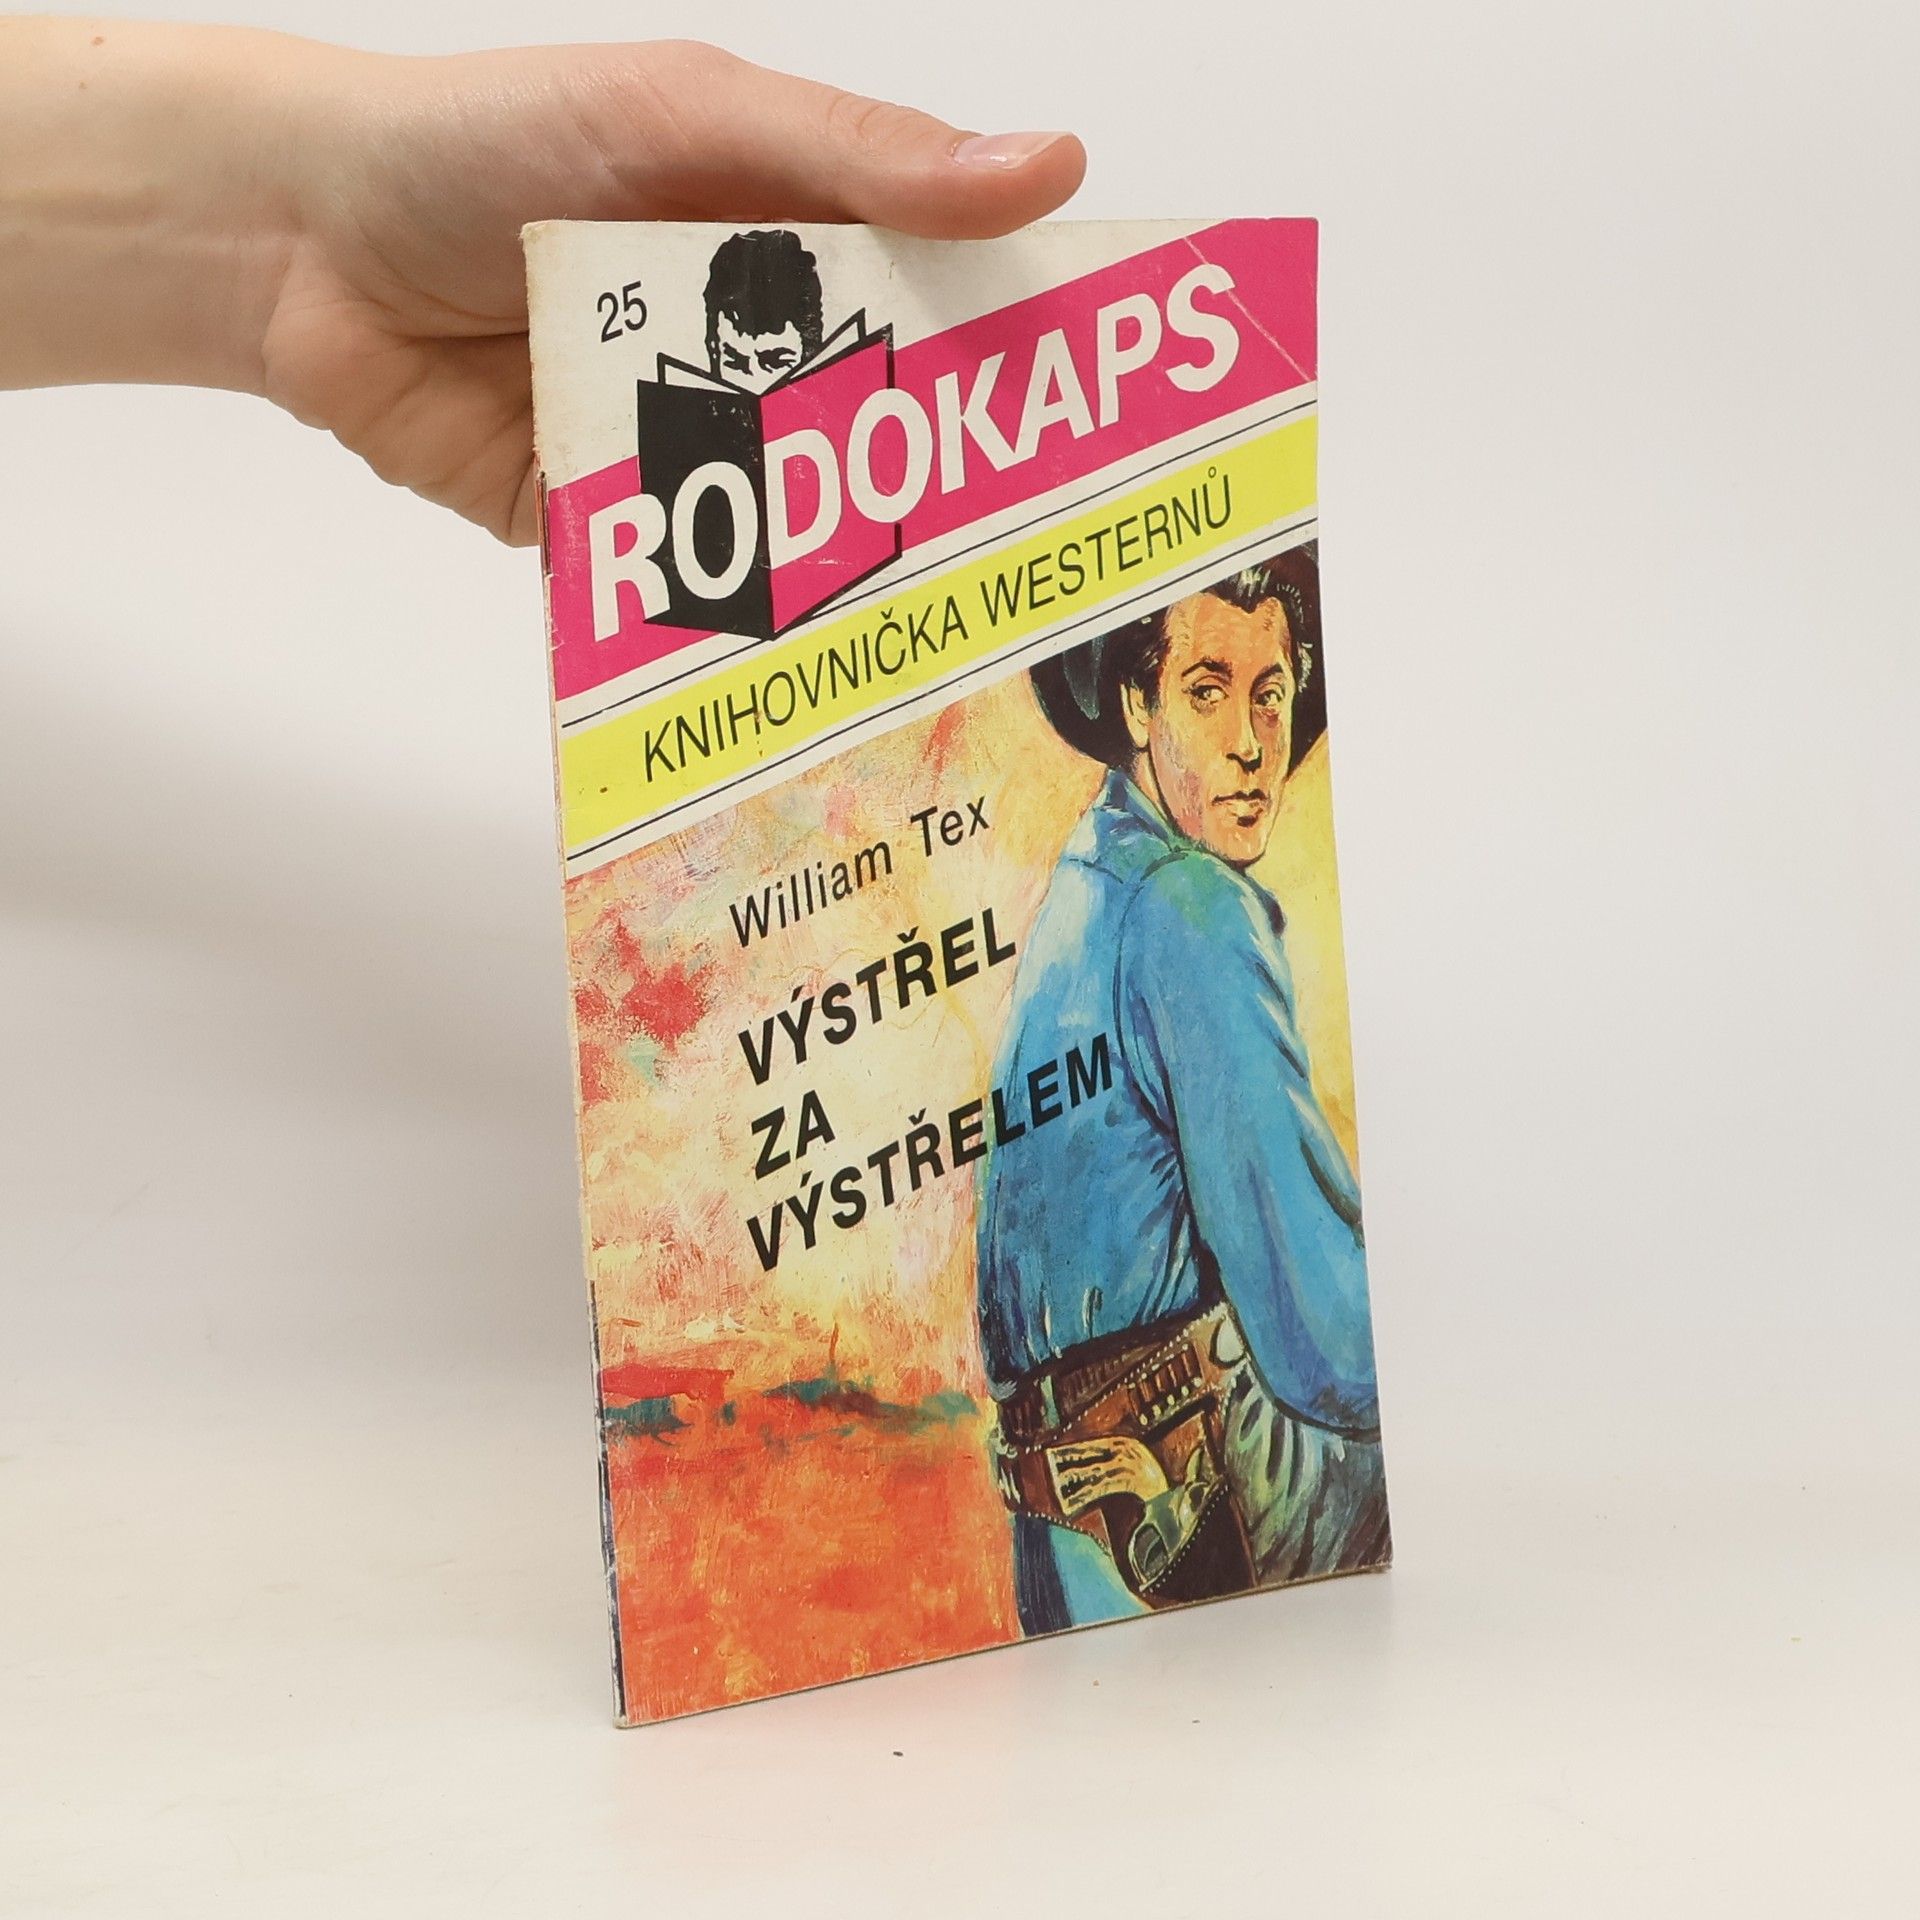 25
RODOKAPS
KNIHOVNIČKA WESTERNŮ
William Tex
VÝSTŘEL
ZA
VÝSTŘELEM